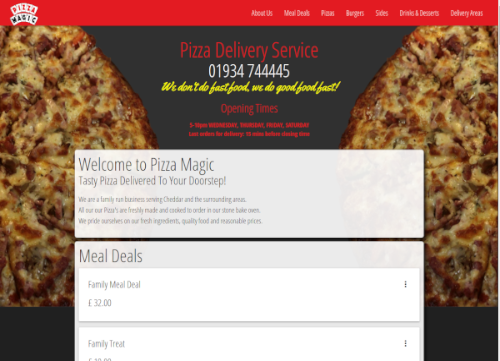 PIZZA
MAGIC
About Us Meal Deals Pizzas Burgers Sides Drinks & Desserts Delivery Areas
Pizza Delivery Service
01934 744445
We don't do fast food, we do good food fast!
Opening Times
5-10pm WEDNESDAY, THURSDAY, FRIDAY, SATURDAY
Last orders for delivery: 10 mins before closing time
Welcome to Pizza Magic
Tasty Pizza Delivered To Your Doorstep!
We are a family run business serving Cheddar and the surrounding areas.
All our our Pizza's are freshly made and cooked to order in our stone bake oven.
We pride ourselves on our fresh ingredients, quality food and reasonable prices.
Meal Deals
Family Meal Deal
£ 32.00
Family Treat